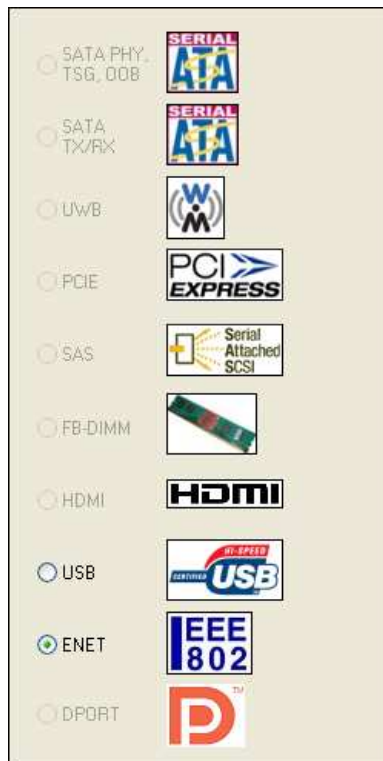 SATA PHY,
TSG, OOB
SERIAL
ATA
SATA
TX/RX
SERIAL
ATA
UWB
W
M
PCIE
PCI
EXPRESS
SAS
Serial
Attached
SCSI
FB-DIMM
HDMI
HDMI
USB
HI-SPEED
CERTIFIED USB
ENET
IEEE
802
DPORT
DP TM